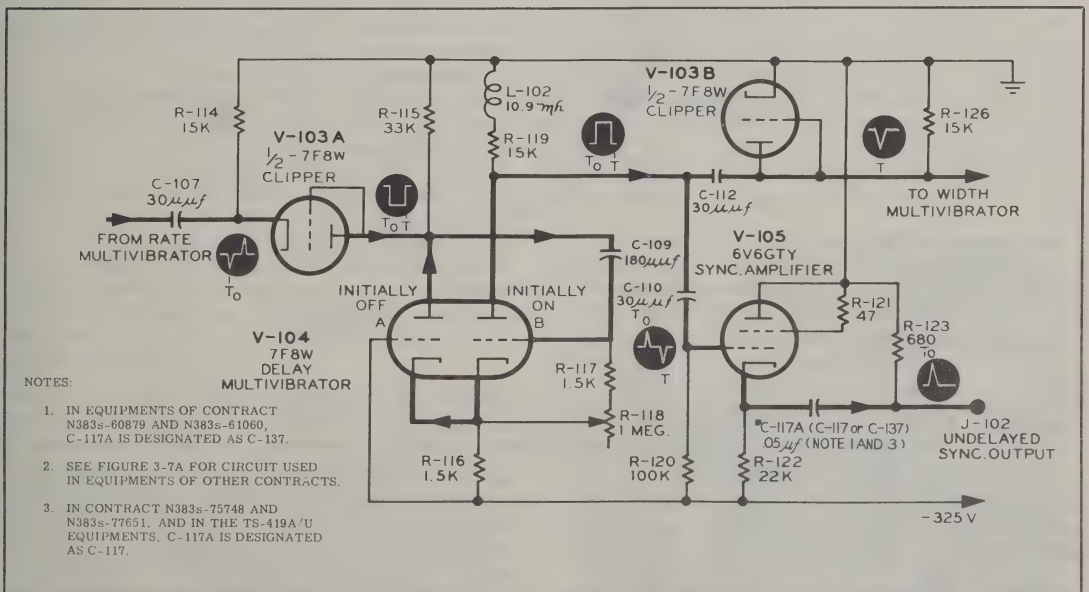 V-103B
1/2-7F8W
CLIPPER
L-102
10.9 mh
R-114
15K
R-115
33K
R-119
15K
R-126
15K
V-103A
1/2-7F8W
CLIPPER
T₀ T
T
C-107
30μμf
T₀ T
C-112
30μμf
TO WIDTH
MULTIVIBRATOR
FROM RATE
MULTIVIBRATOR
T₀
C-109
180μμf
V-105
6V6GTY
SYNC. AMPLIFIER
INITIALLY
OFF
A
INITIALLY
ON
B
C-110
30μμf
T₀
T
R-121
47
R-123
680
T₀
V-104
7F8W
DELAY
MULTIVIBRATOR
R-117
1.5K
R-118
1 MEG.
*C-117A (C-117 or C-137)
.05μf (NOTE 1 AND 3)
J-102
UNDELAYED
SYNC. OUTPUT
R-116
1.5K
R-120
100K
R-122
22K
-325 V
NOTES:
1. IN EQUIPMENTS OF CONTRACT
N383s-60879 AND N383s-61060,
C-117A IS DESIGNATED AS C-137.
2. SEE FIGURE 3-7A FOR CIRCUIT USED
IN EQUIPMENTS OF OTHER CONTRACTS.
3. IN CONTRACT N383s-75748 AND
N383s-77651, AND IN THE TS-419A/U
EQUIPMENTS, C-117A IS DESIGNATED
AS C-117.